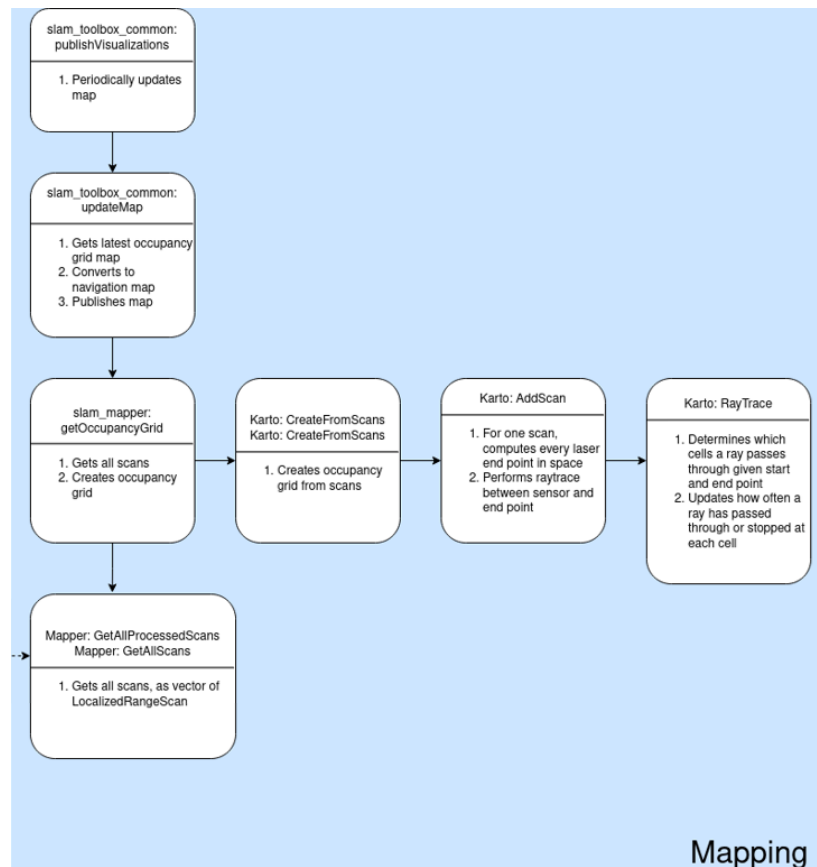 slam_toolbox_common:
publishVisualizations
1. Periodically updates
map
slam_toolbox_common:
updateMap
1. Gets latest occupancy
grid map
2. Converts to
navigation map
3. Publishes map
slam_mapper:
getOccupancyGrid
1. Gets all scans
2. Creates occupancy
grid
Karto: CreateFromScans
Karto: CreateFromScans
1. Creates occupancy
grid from scans
Karto: AddScan
1. For one scan,
computes every laser
end point in space
2. Performs raytrace
between sensor and
end point
Karto: RayTrace
1. Determines which
cells a ray passes
through given start
and end point
2. Updates how often a
ray has passed
through or stopped at
each cell
Mapper: GetAllProcessedScans
Mapper: GetAllScans
1. Gets all scans, as vector of
LocalizedRangeScan
Mapping